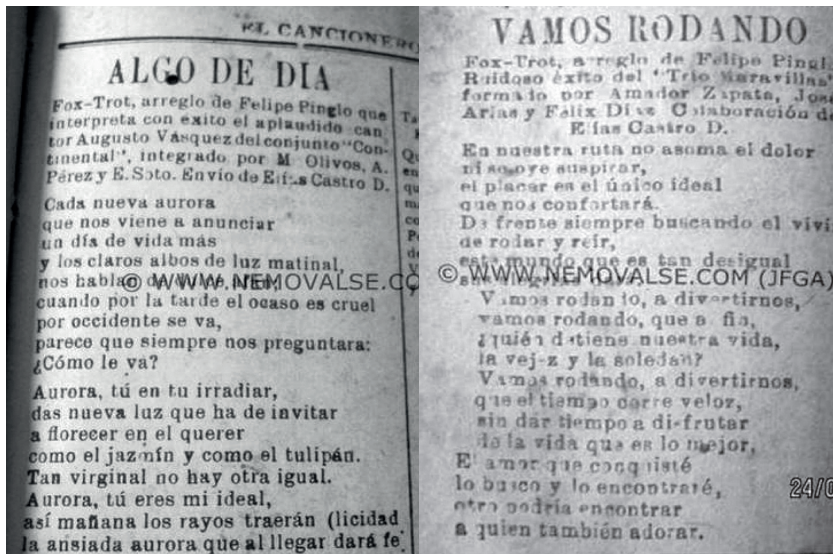 EL CANCIONERO
ALGO DE DIA
Fox-Trot, arreglo de Felipe Pinglo que
interpreta con exito el aplaudido can
tor Augusto Vásquez del conjunto "Con-
tinental", integrado por M Olivos, A.
Pérez y E. Soto. Envio de Elías Castro D.
Cada nueva aurora
que nos viene a anunciar
un día de vida más
y los claros albos de luz matinal,
nos hablan de
© WWW.NEMOVALSE.CO
cuando por la tarde el ocaso es cruel
por occidente se va,
parece que siempre nos preguntara:
¿Cómo le va?
Aurora, tú en tu irradiar,
das nueva luz que ha de invitar
a florecer en el querer
como el jazmín y como el tulipán.
Tan virginal no hay otra igual.
Aurora, tú eres mi ideal,
así mañana los rayos traerán (licidad
la ansiada aurora que al llegar dará fe
VAMOS RODANDO
Fox-Trot, arreglo de Felipe Pinglo
Ruidoso éxito del "Trio Maravillas"
formado por Amador Zapata, José
Arias y Félix Díaz Colaboración de
Elías Castro D.
En nuestra ruta no asoma el dolor
ni se oye suspirar,
el placer es el único ideal
que nos confortará.
De frente siempre buscando el vivir
de rodar y reír,
este mundo que es tan desigual
© WWW.NEMOVALSE.COM (JFGA)
Vamos rodando, a divertirnos,
vamos rodando, que a fin,
¿quién detiene nuestra vida,
la vejez y la soledad?
Vamos rodando, a divertirnos,
que el tiempo corre veloz,
sin dar tiempo a disfrutar
de la vida que es lo mejor,
El amor que conquisté
lo busco y lo encontraré,
otro podría encontrar
a quien también adorar.
24/0